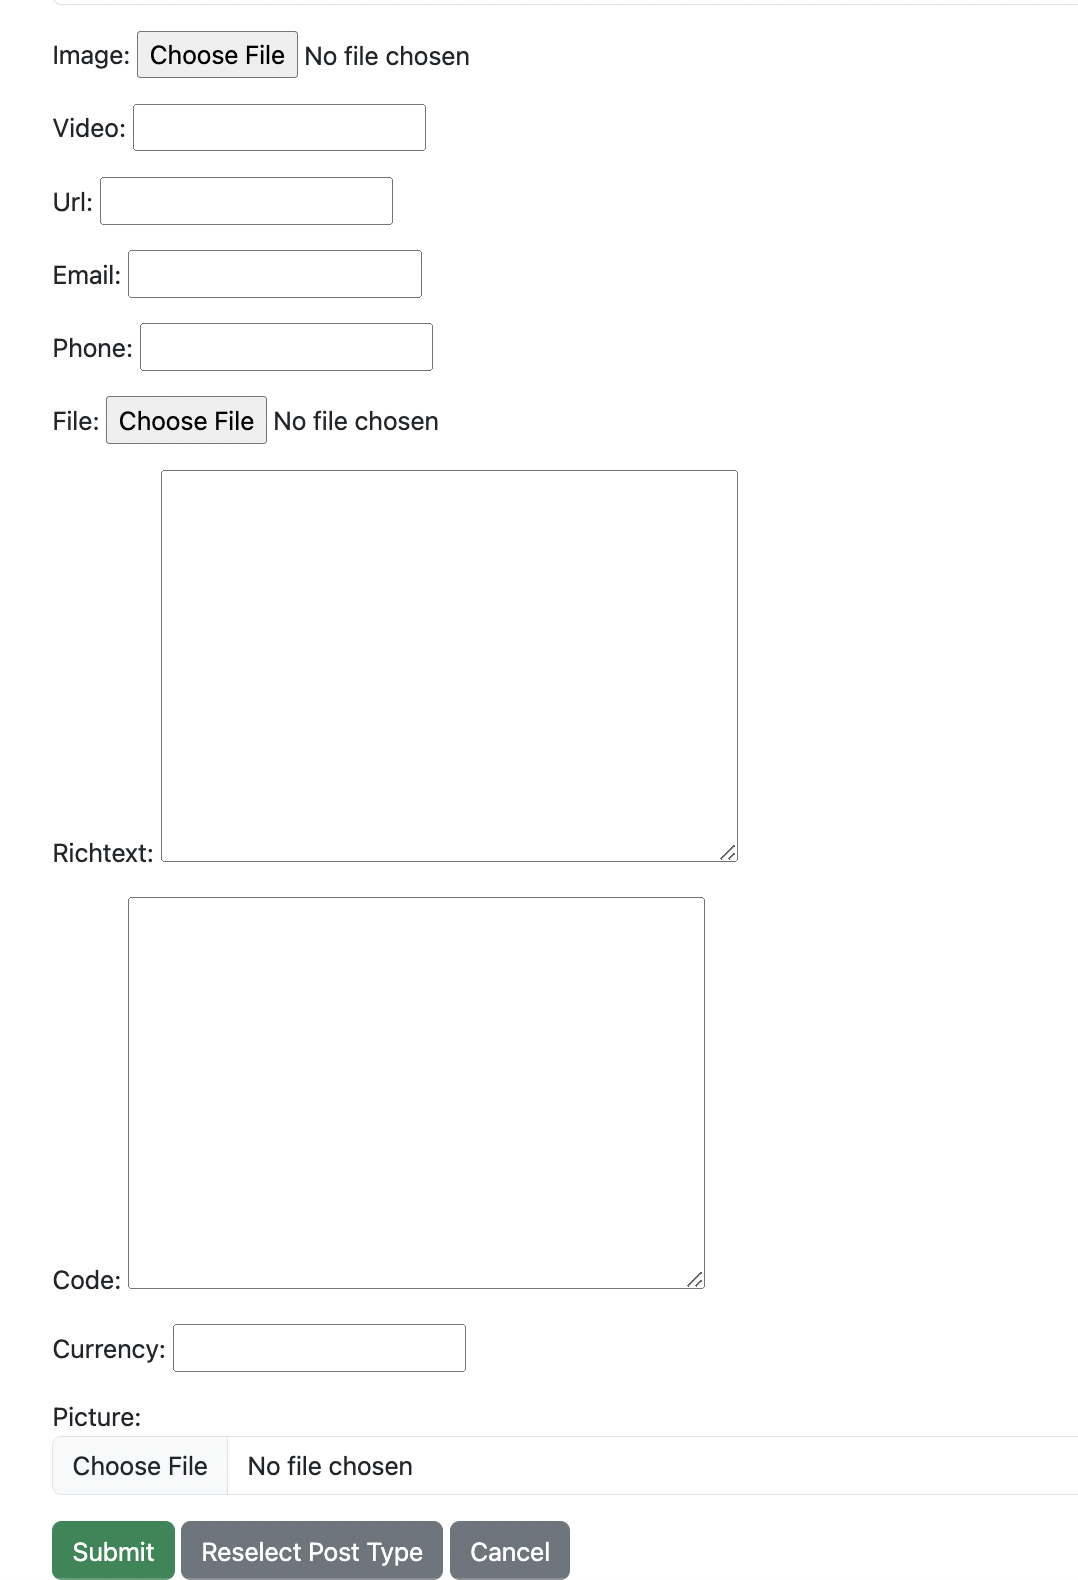 Image: Choose File No file chosen
Video:
Url:
Email:
Phone:
File: Choose File No file chosen
Richtext:
Code:
Currency:
Picture:
Choose File No file chosen
Submit Reselect Post Type Cancel